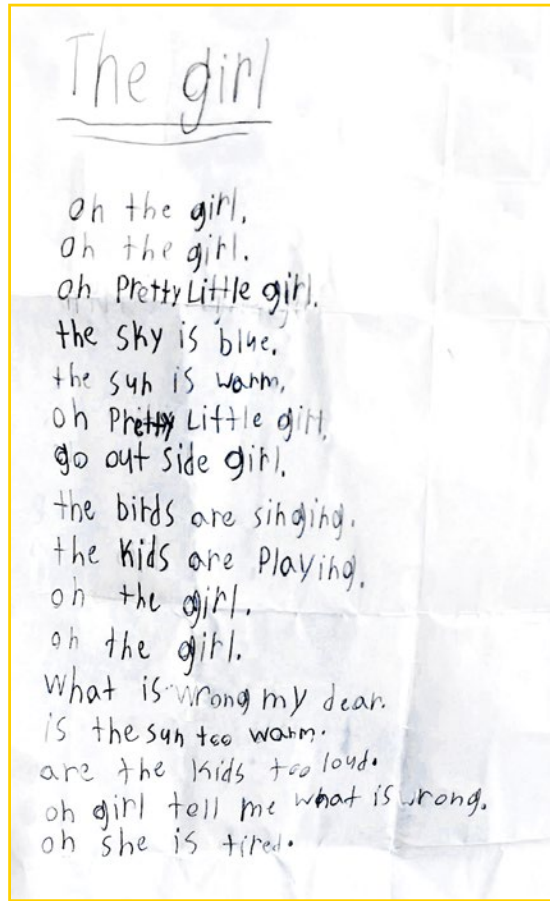 The girl
oh the girl.
oh the girl.
oh Pretty Little girl.
the sky is blue.
the sun is warm.
oh Pretty Little girl.
go out side girl.
the birds are singing.
the kids are Playing.
oh the girl.
oh the girl.
What is wrong my dear.
is the sun too warm.
are the kids too loud.
oh girl tell me what is wrong.
oh she is tired.